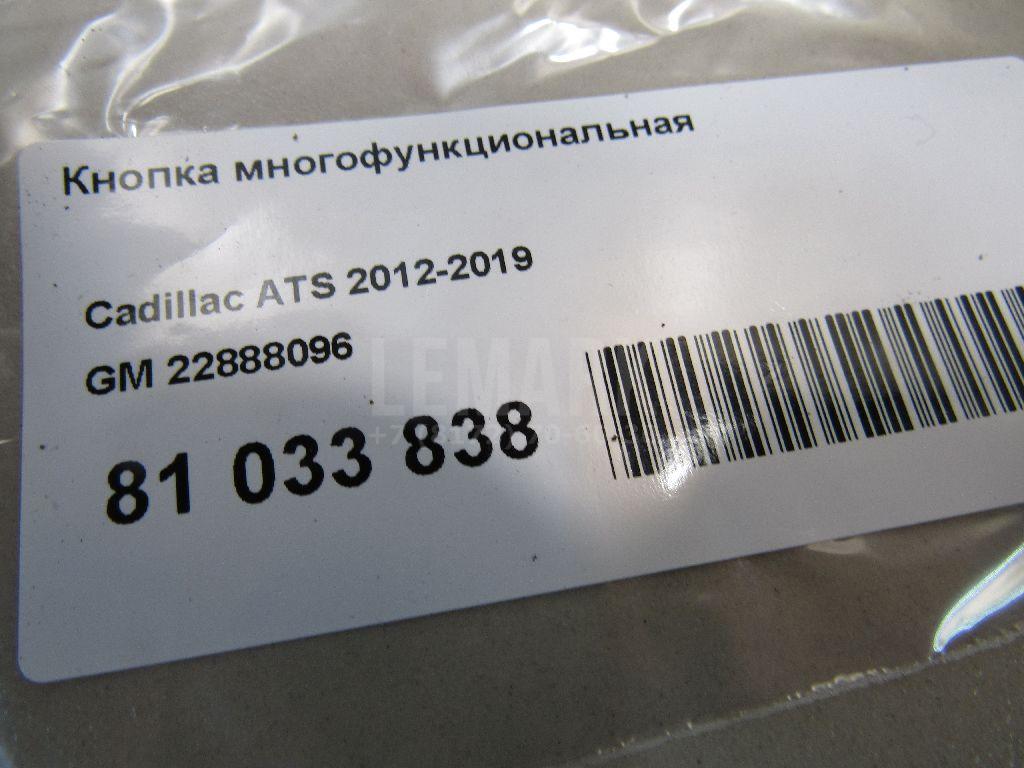 Кнопка многофункциональная
Cadillac ATS 2012-2019
GM 22888096
81 033 838